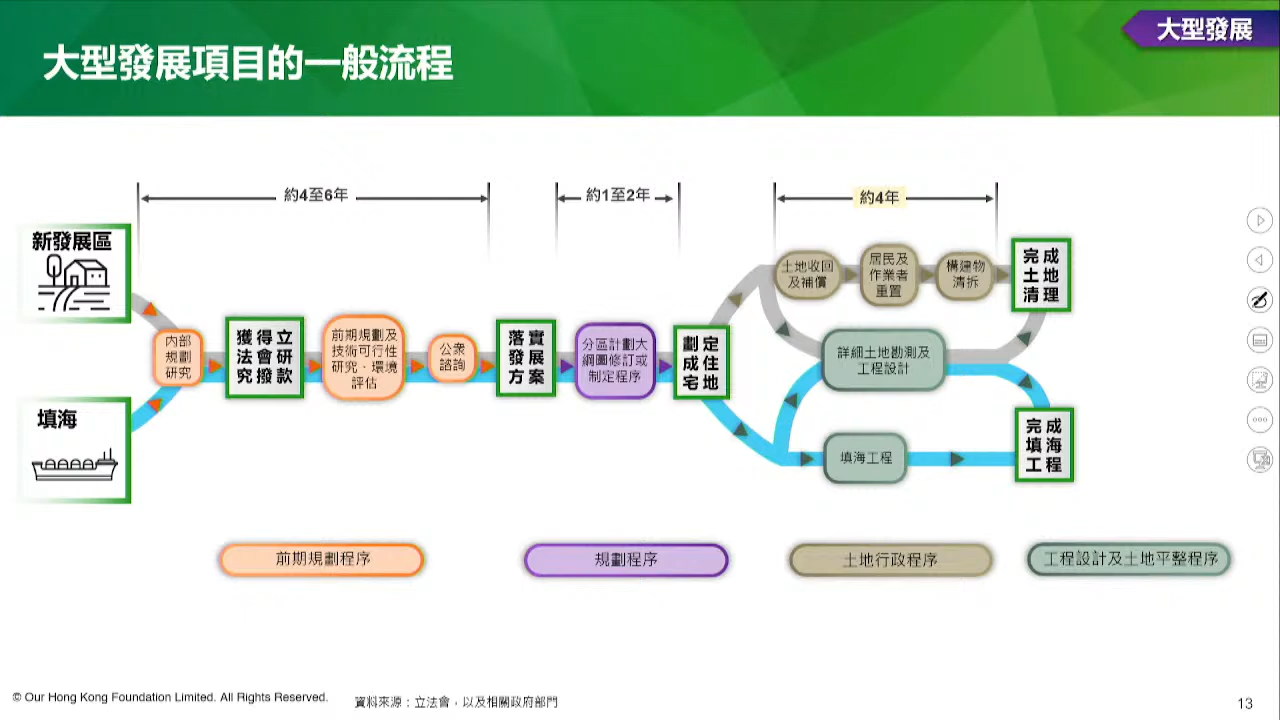 大型發展
大型發展項目的一般流程
約4至6年
約1至2年
約4年
新發展區
填海
內部
規劃
研究
獲得立
法會研
究撥款
前期規劃及
技術可行性
研究、環境
評估
公眾
諮詢
落實
發展
方案
分區計劃大
綱圖修訂或
制定程序
劃定
成住
宅地
土地收回
及補償
居民及
作業者
重置
構建物
清拆
完成
土地
清理
詳細土地勘測及
工程設計
填海工程
完成
填海
工程
前期規劃程序
規劃程序
土地行政程序
工程設計及土地平整程序
© Our Hong Kong Foundation Limited. All Rights Reserved.
資料來源：立法會，以及相關政府部門
13